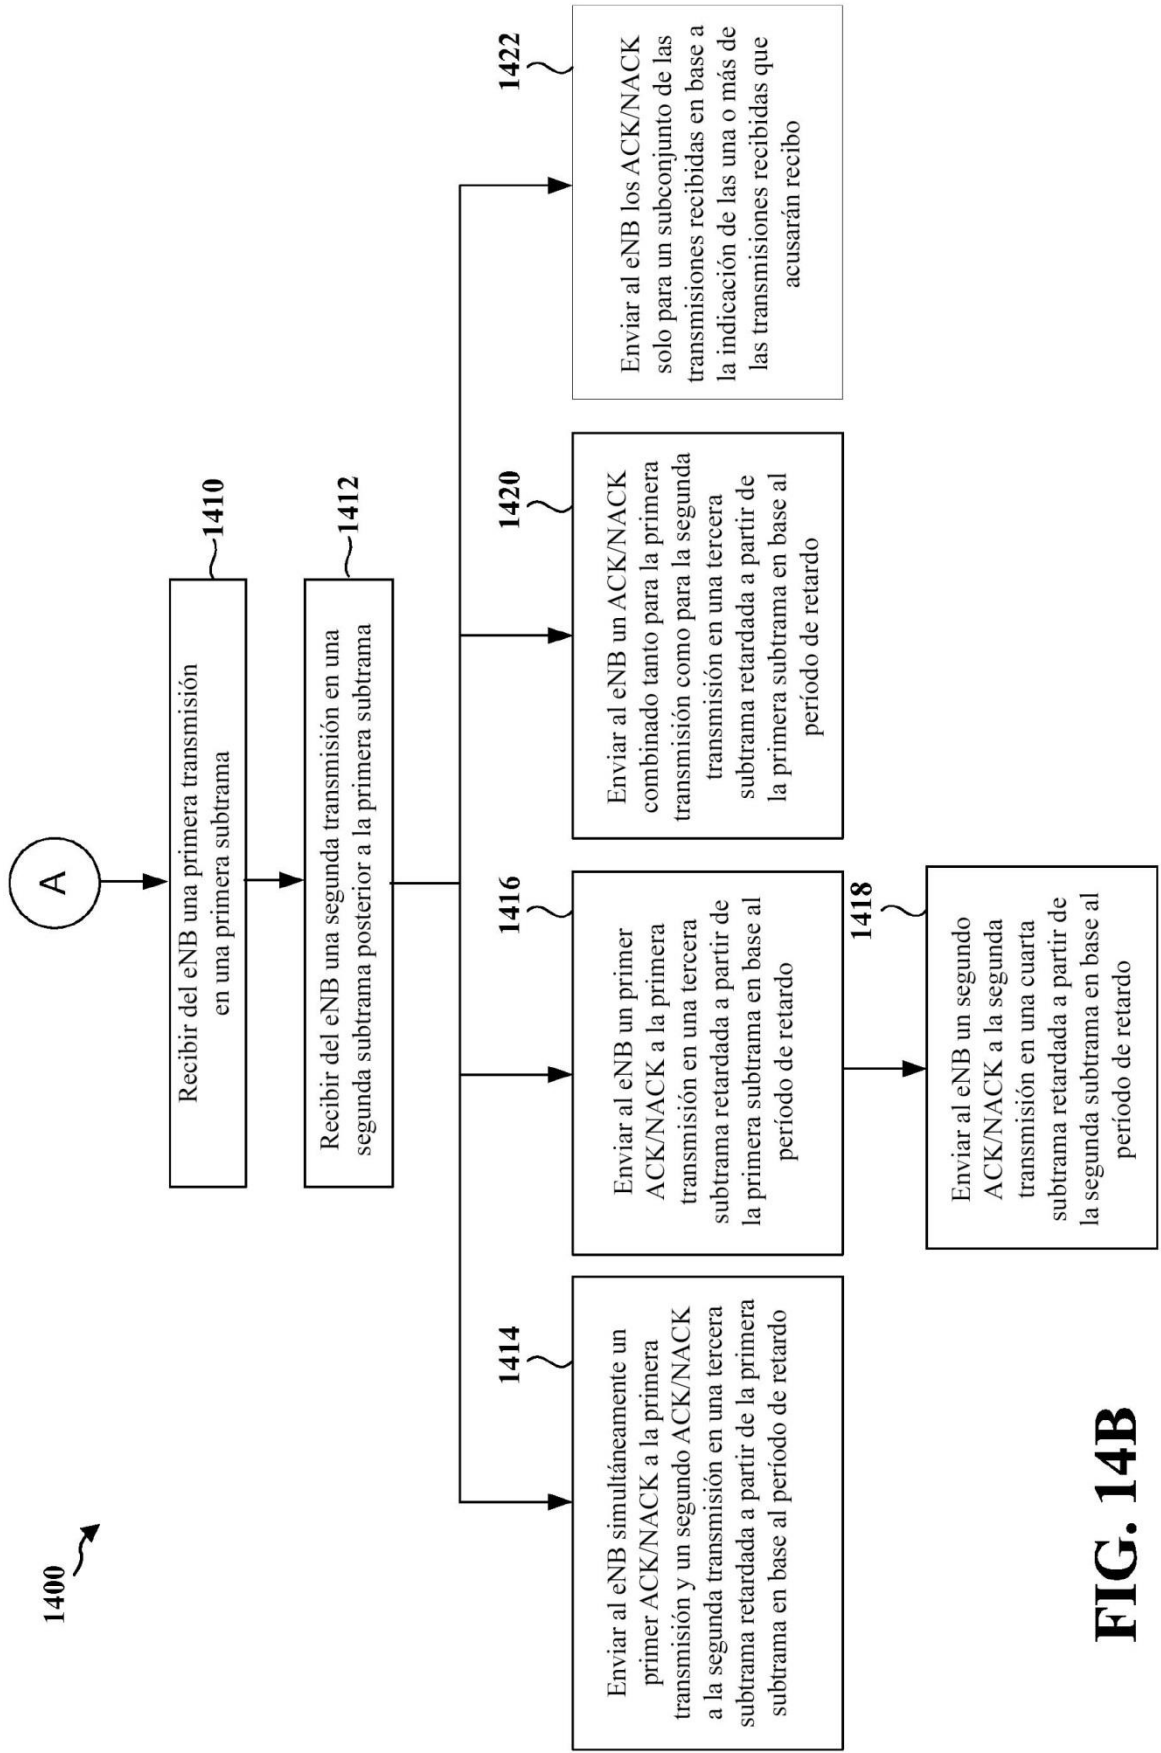 1400
A
Recibir del eNB una primera transmisión
en una primera subtrama
1410
Recibir del eNB una segunda transmisión en una
segunda subtrama posterior a la primera subtrama
1412
1414
Enviar al eNB simultáneamente un
primer ACK/NACK a la primera
transmisión y un segundo ACK/NACK
a la segunda transmisión en una tercera
subtrama retardada a partir de la primera
subtrama en base al período de retardo
1416
Enviar al eNB un primer
ACK/NACK a la primera
transmisión en una tercera
subtrama retardada a partir de
la primera subtrama en base al
período de retardo
1420
Enviar al eNB un ACK/NACK
combinado tanto para la primera
transmisión como para la segunda
transmisión en una tercera
subtrama retardada a partir de
la primera subtrama en base al
período de retardo
1422
Enviar al eNB los ACK/NACK
solo para un subconjunto de las
transmisiones recibidas en base a
la indicación de las una o más de
las transmisiones recibidas que
acusarán recibo
1418
Enviar al eNB un segundo
ACK/NACK a la segunda
transmisión en una cuarta
subtrama retardada a partir de
la segunda subtrama en base al
período de retardo
FIG. 14B